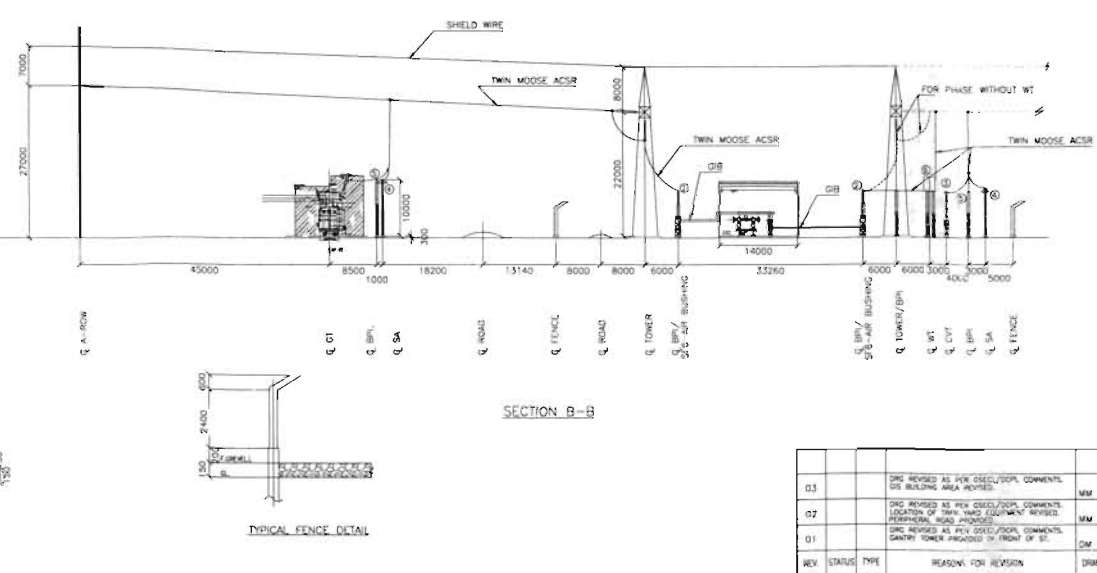 SHIELD WIRE
TWIN MOOSE ACSR
FOR PHASE WITHOUT WT
TWIN MOOSE ACSR
TWIN MOOSE ACSR
GIB
GIB
7000
27000
8000
22000
10000
300
14000
45000
8500
1000
18200
13140
8000
8000
6000
33260
6000
6000
3000
4000
3000
5000
℄ A-ROW
℄ GT
℄ BPI,
℄ SA
℄ ROAD
℄ FENCE
℄ ROAD
℄ TOWER
℄ BPI/
SF6-AIR BUSHING
℄ BPI/
SF6-AIR BUSHING
℄ TOWER/BPI
℄ WT
℄ CVT
℄ BPI
℄ SA
℄ FENCE
SECTION B-B
600
2400
150
TYPICAL FENCE DETAIL
150
03
DRG REVISED AS PER OSECL/DCPL COMMENTS.
GIS BUILDING AREA REVISED.
MM
02
DRG REVISED AS PER OSECL/DCPL COMMENTS.
LOCATION OF TRFR YARD EQUIPMENT REVISED.
PERIPHERAL ROAD PROVIDED.
MM
01
DRG REVISED AS PER OSECL/DCPL COMMENTS.
GANTRY TOWER PROVIDED IN FRONT OF ST.
DM
REV. STATUS TYPE REASONS FOR REVISION